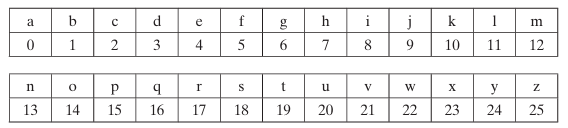 a b c d e f g h i j k l m
0 1 2 3 4 5 6 7 8 9 10 11 12
n o p q r s t u v w x y z
13 14 15 16 17 18 19 20 21 22 23 24 25